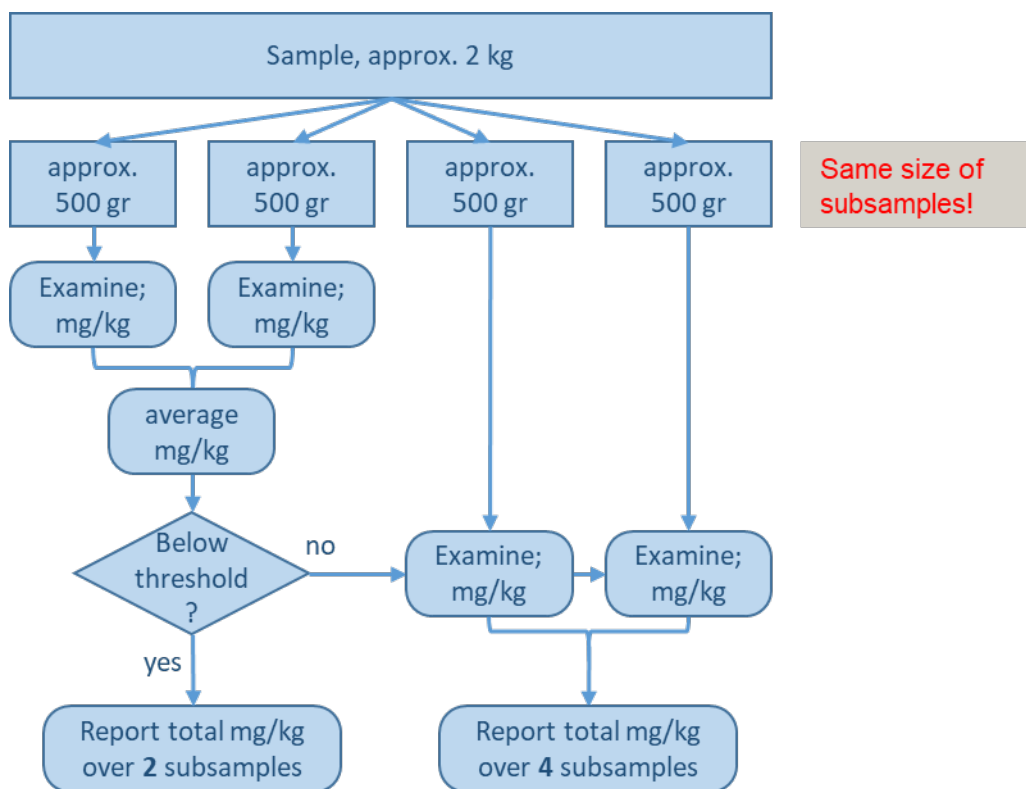 Sample, approx. 2 kg
approx.
500 gr
approx.
500 gr
approx.
500 gr
approx.
500 gr
Same size of
subsamples!
Examine;
mg/kg
Examine;
mg/kg
average
mg/kg
Below
threshold
?
no
Examine;
mg/kg
Examine;
mg/kg
yes
Report total mg/kg
over 2 subsamples
Report total mg/kg
over 4 subsamples